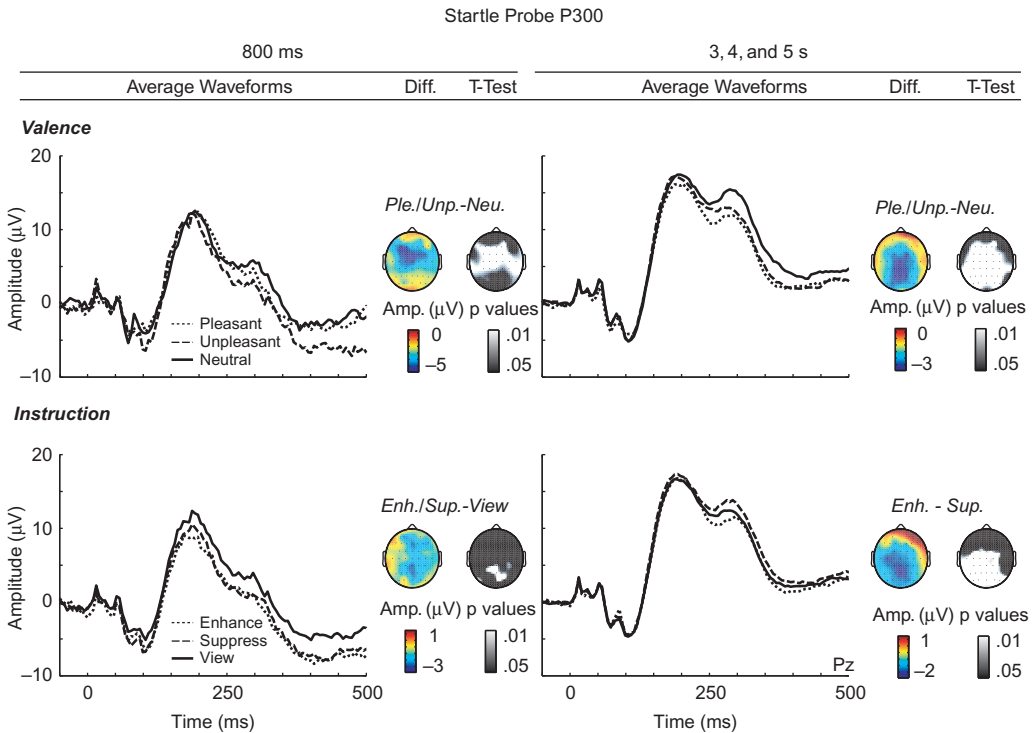 Startle Probe P300
800 ms
3, 4, and 5 s
Average Waveforms Diff. T-Test
Average Waveforms Diff. T-Test
Valence
Amplitude (µV)
20
10
0
–10
Pleasant
Unpleasant
Neutral
Ple./Unp.-Neu.
Amp. (µV) p values
0 .01
–5 .05
Ple./Unp.-Neu.
Amp. (µV) p values
0 .01
–3 .05
Instruction
Amplitude (µV)
20
10
0
–10
Enhance
Suppress
View
0 250 500
Time (ms)
Enh./Sup.-View
Amp. (µV) p values
1 .01
–3 .05
Pz
0 250 500
Time (ms)
Enh. - Sup.
Amp. (µV) p values
1 .01
–2 .05